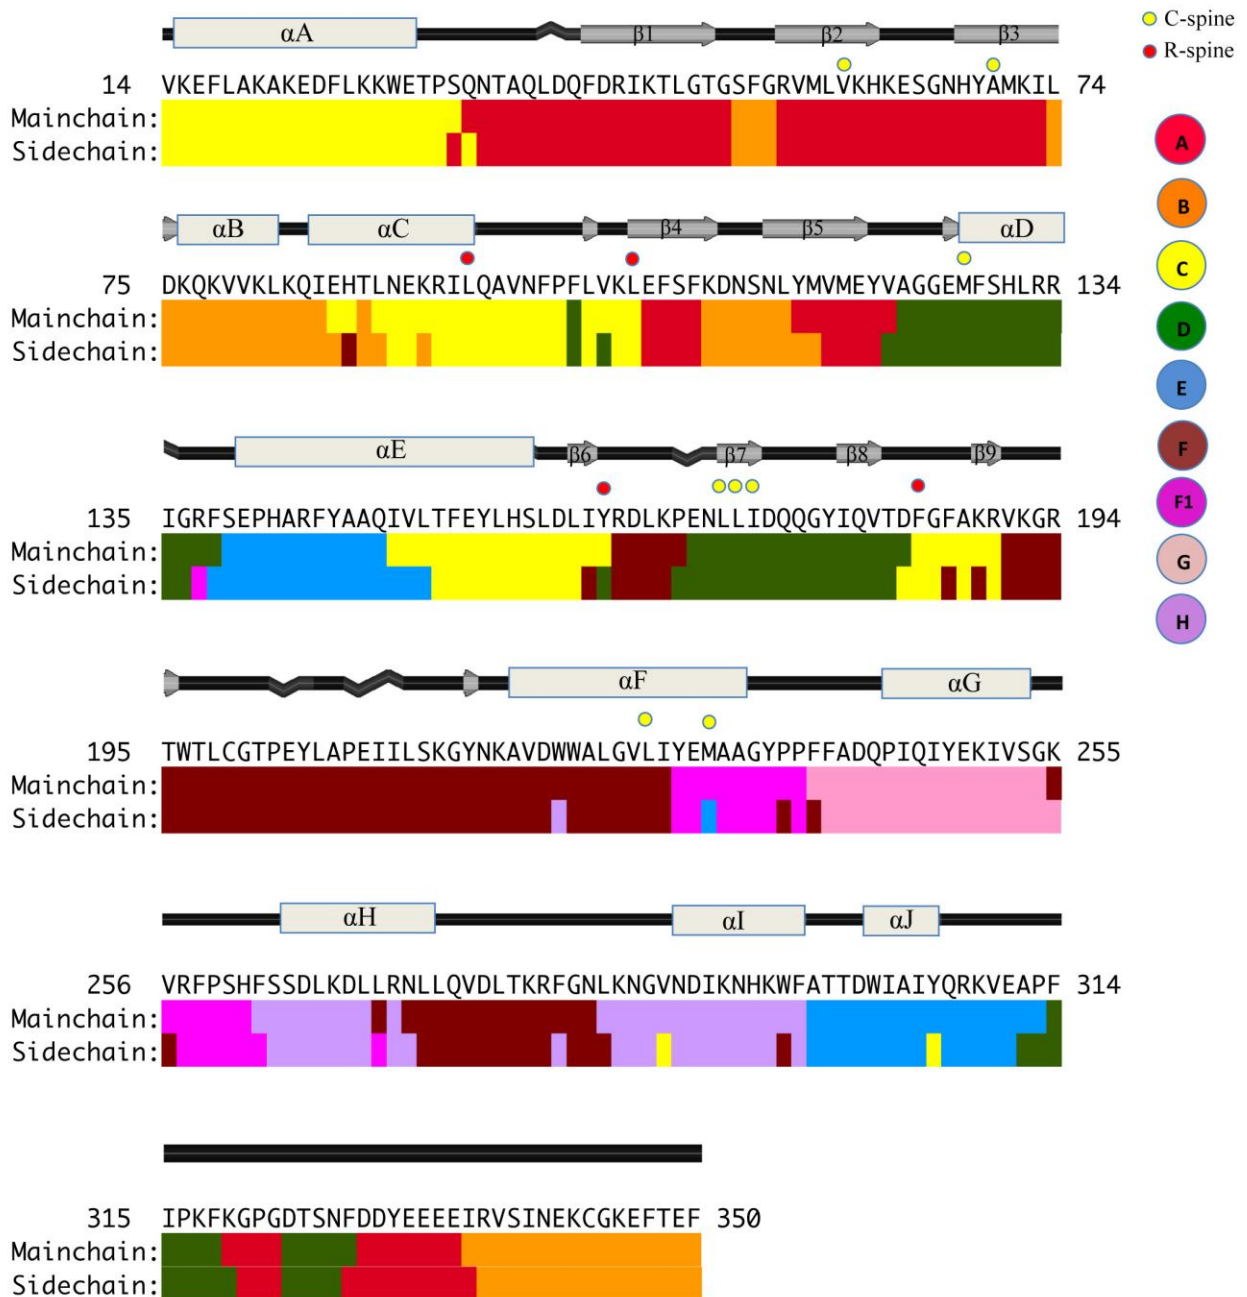 αA β1 β2 β3
C-spine
R-spine
14 VKEFLAKAKEDFLKKWETPSQNTAQLDQFDRIKTLGTGSFGRVMLVKHKESGNHYAMKIL 74
Mainchain:
Sidechain:
A
B
C
D
E
F
F1
G
H
αB αC β4 β5 αD
75 DKQKVVKLKQIEHTLNEKRILQAVNFPFLVKLEFSFKDNSNLYMVMEYVAGGEMFSHLRR 134
Mainchain:
Sidechain:
αE β6 β7 β8 β9
135 IGRFSEPHARFYAAQIVLTFEYLHSLDLIYRDLKPENLLIDQQGYIQVTDFGFAKRVKGR 194
Mainchain:
Sidechain:
αF αG
195 TWTLCGTPEYLAPEIILSKGYNKAVDWWALGVLIYEMAAGYPPFFADQPIQIYEKIVSGK 255
Mainchain:
Sidechain:
αH αI αJ
256 VRFPSHFSSDLKDLLRNLLQVDLTKRFGNLKNGVNDIKNHKWFATTDWIAIYQRKVEAPF 314
Mainchain:
Sidechain:
315 IPKFKGPGDTSNFDDYEEEEIRVSINEKCGKEFTEF 350
Mainchain:
Sidechain: